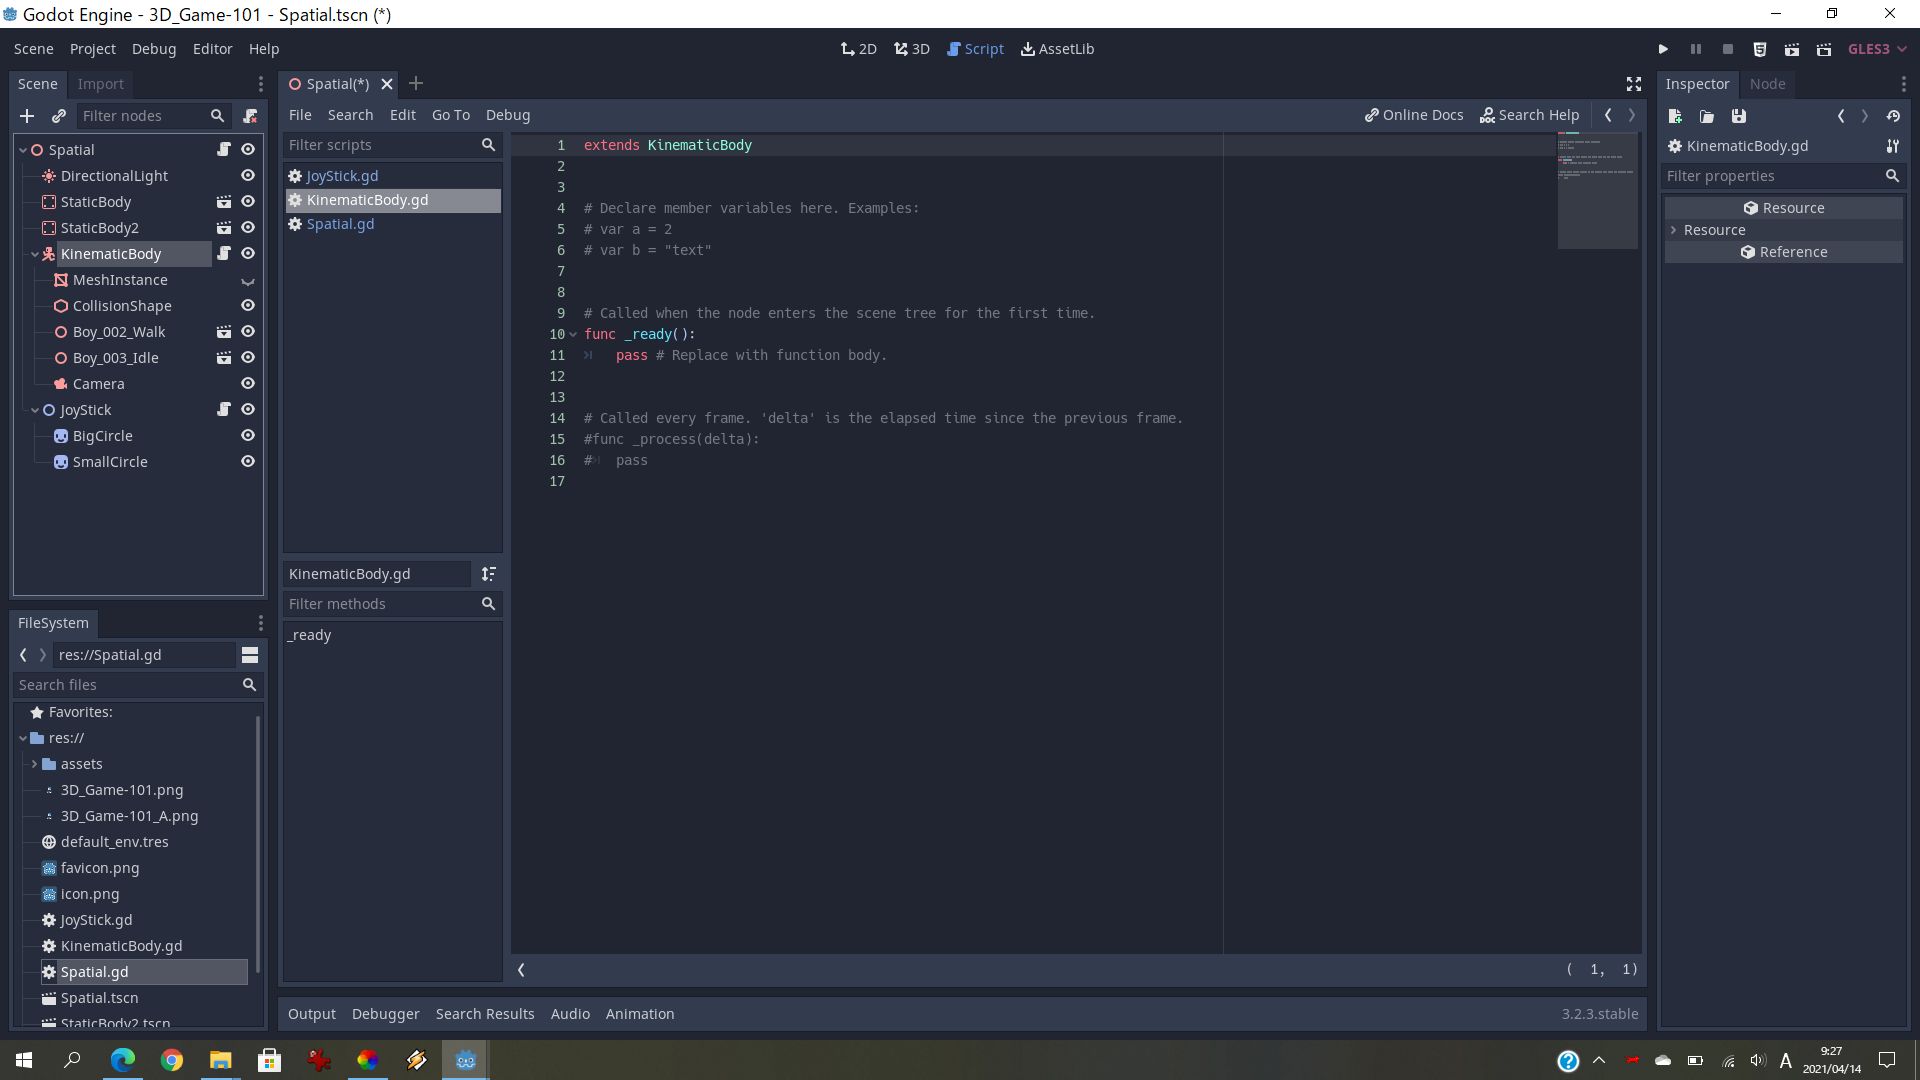 Godot Engine - 3D_Game-101 - Spatial.tscn (*)
Scene Project Debug Editor Help
2D 3D Script AssetLib
GLES3
Scene Import
Filter nodes
Spatial
DirectionalLight
StaticBody
StaticBody2
KinematicBody
MeshInstance
CollisionShape
Boy_002_Walk
Boy_003_Idle
Camera
JoyStick
BigCircle
SmallCircle
FileSystem
res://Spatial.gd
Search files
Favorites:
res://
assets
3D_Game-101.png
3D_Game-101_A.png
default_env.tres
favicon.png
icon.png
JoyStick.gd
KinematicBody.gd
Spatial.gd
Spatial.tscn
StaticBody2.tscn
Spatial(*)
File Search Edit Go To Debug
Online Docs Search Help
Filter scripts
JoyStick.gd
KinematicBody.gd
Spatial.gd
KinematicBody.gd
Filter methods
_ready
1 extends KinematicBody
2
3
4 # Declare member variables here. Examples:
5 # var a = 2
6 # var b = "text"
7
8
9 # Called when the node enters the scene tree for the first time.
10 func _ready():
11 pass # Replace with function body.
12
13
14 # Called every frame. 'delta' is the elapsed time since the previous frame.
15 #func _process(delta):
16 # pass
17
( 1, 1)
Output Debugger Search Results Audio Animation
3.2.3.stable
Inspector Node
KinematicBody.gd
Filter properties
Resource
Resource
Reference
A
9:27
2021/04/14